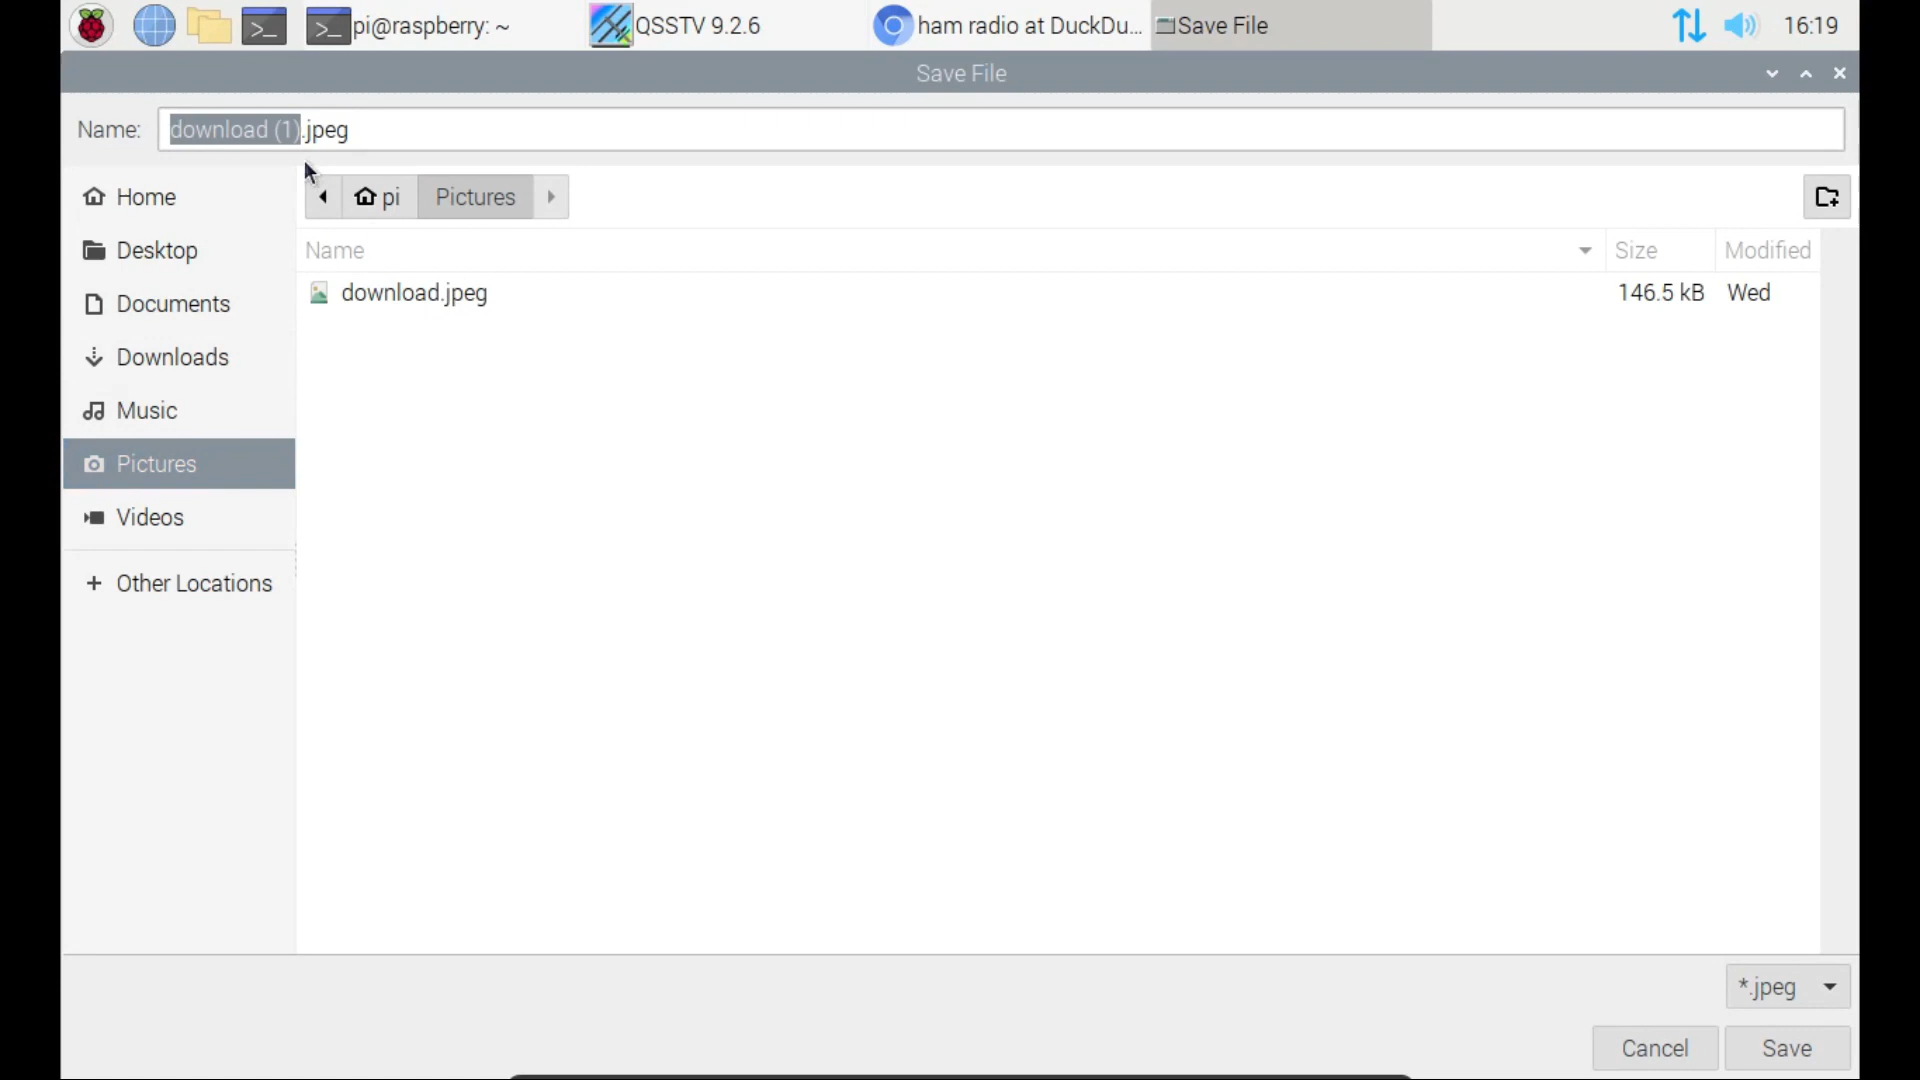 pi@raspberry: ~ QSSTV 9.2.6 ham radio at DuckDu... Save File 16:19
Save File
Name: download (1).jpeg
Home
pi Pictures
Desktop
Name Size Modified
download.jpeg 146.5 kB Wed
Documents
Downloads
Music
Pictures
Videos
+ Other Locations
*.jpeg
Cancel Save